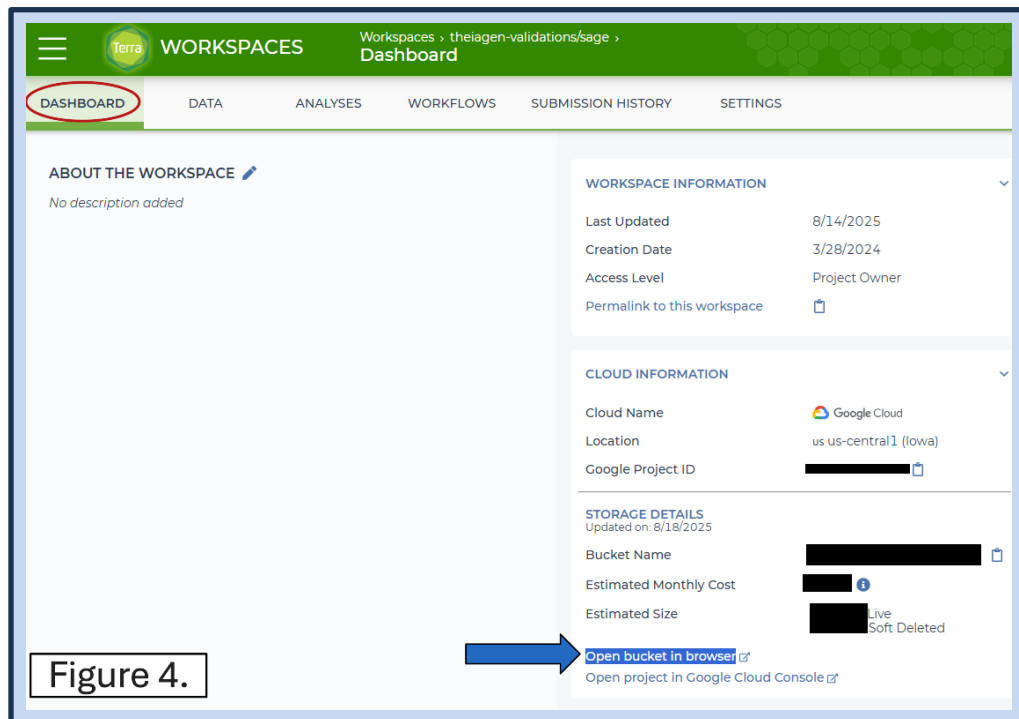 Terra
WORKSPACES
Workspaces › theiagen-validations/sage ›
Dashboard
DASHBOARD DATA ANALYSES WORKFLOWS SUBMISSION HISTORY SETTINGS
ABOUT THE WORKSPACE
No description added
WORKSPACE INFORMATION
Last Updated 8/14/2025
Creation Date 3/28/2024
Access Level Project Owner
Permalink to this workspace
CLOUD INFORMATION
Cloud Name Google Cloud
Location us us-central1 (Iowa)
Google Project ID
STORAGE DETAILS
Updated on: 8/18/2025
Bucket Name
Estimated Monthly Cost
Estimated Size Live
Soft Deleted
Open bucket in browser
Open project in Google Cloud Console
Figure 4.